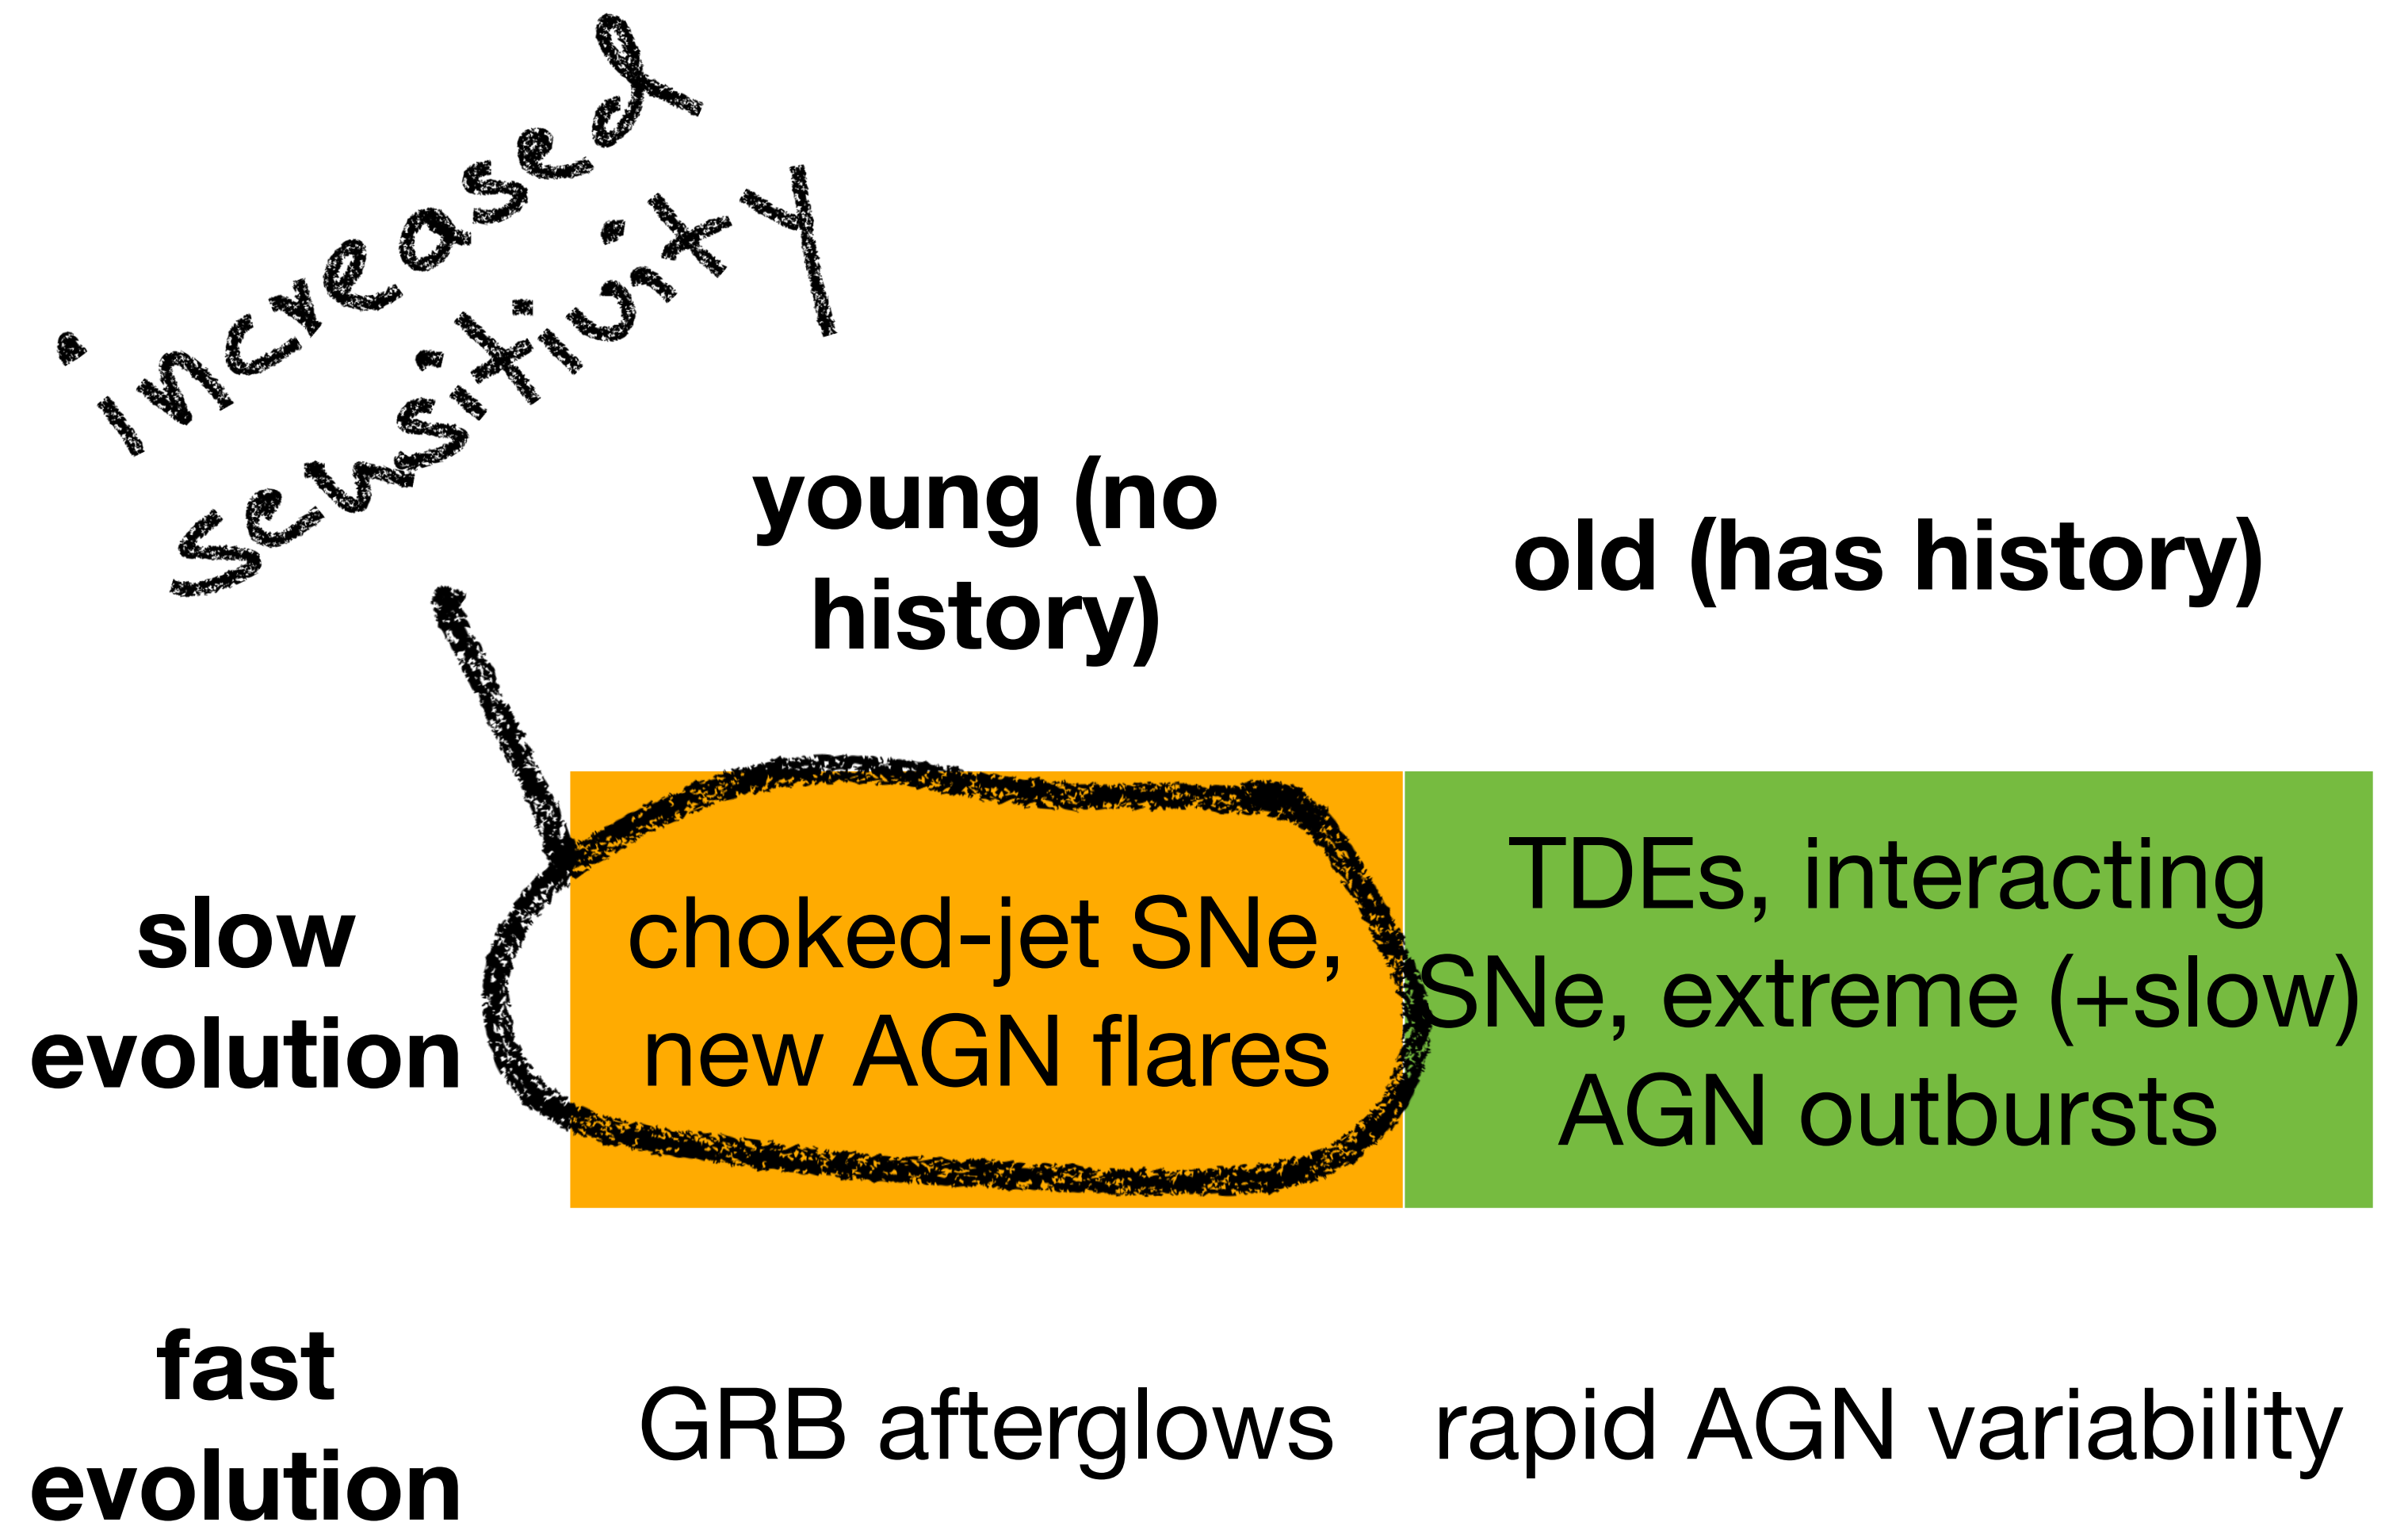 increased
sensitivity
young (no
history)
old (has history)
slow
evolution
choked-jet SNe,
new AGN flares
TDEs, interacting
SNe, extreme (+slow)
AGN outbursts
fast
evolution
GRB afterglows
rapid AGN variability